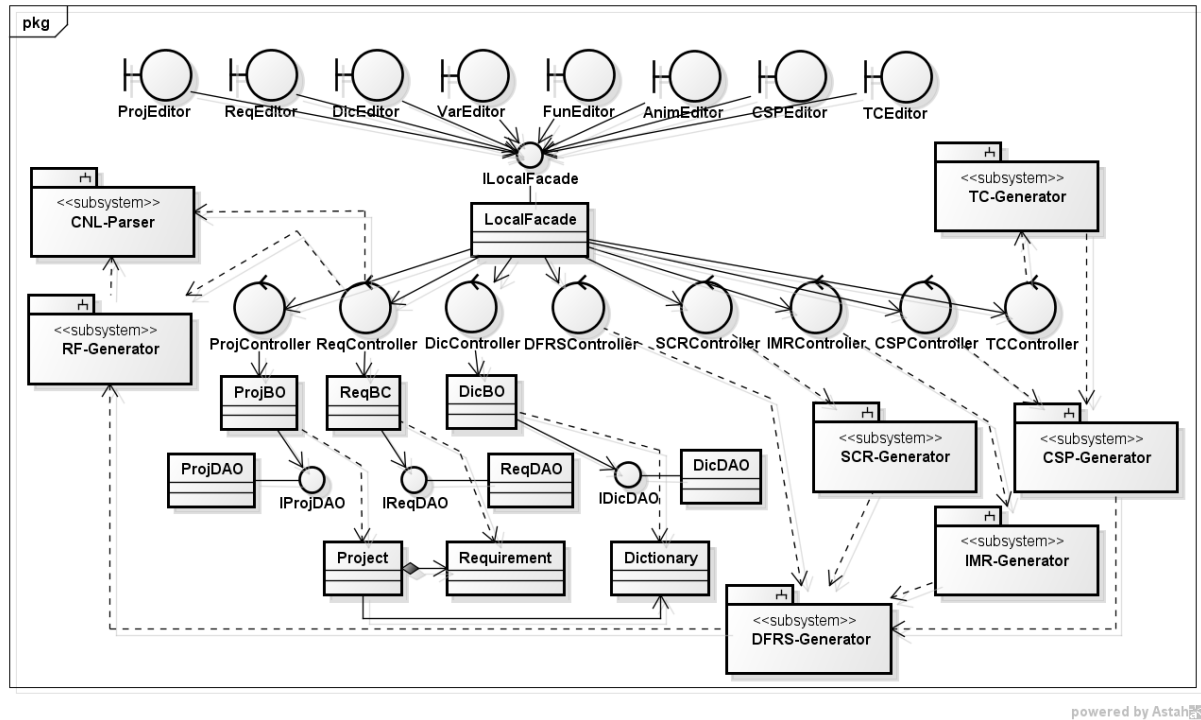 pkg
ProjEditor
ReqEditor
DicEditor
VarEditor
FunEditor
AnimEditor
CSPEditor
TCEditor
ILocalFacade
<<subsystem>>
CNL-Parser
LocalFacade
<<subsystem>>
TC-Generator
<<subsystem>>
RF-Generator
ProjController
ReqController
DicController
DFRSController
SCRController
IMRController
CSPController
TCController
ProjBO
ReqBC
DicBO
<<subsystem>>
SCR-Generator
<<subsystem>>
CSP-Generator
ProjDAO
IProjDAO
IReqDAO
ReqDAO
IDicDAO
DicDAO
Project
Requirement
Dictionary
<<subsystem>>
IMR-Generator
<<subsystem>>
DFRS-Generator
powered by Astah